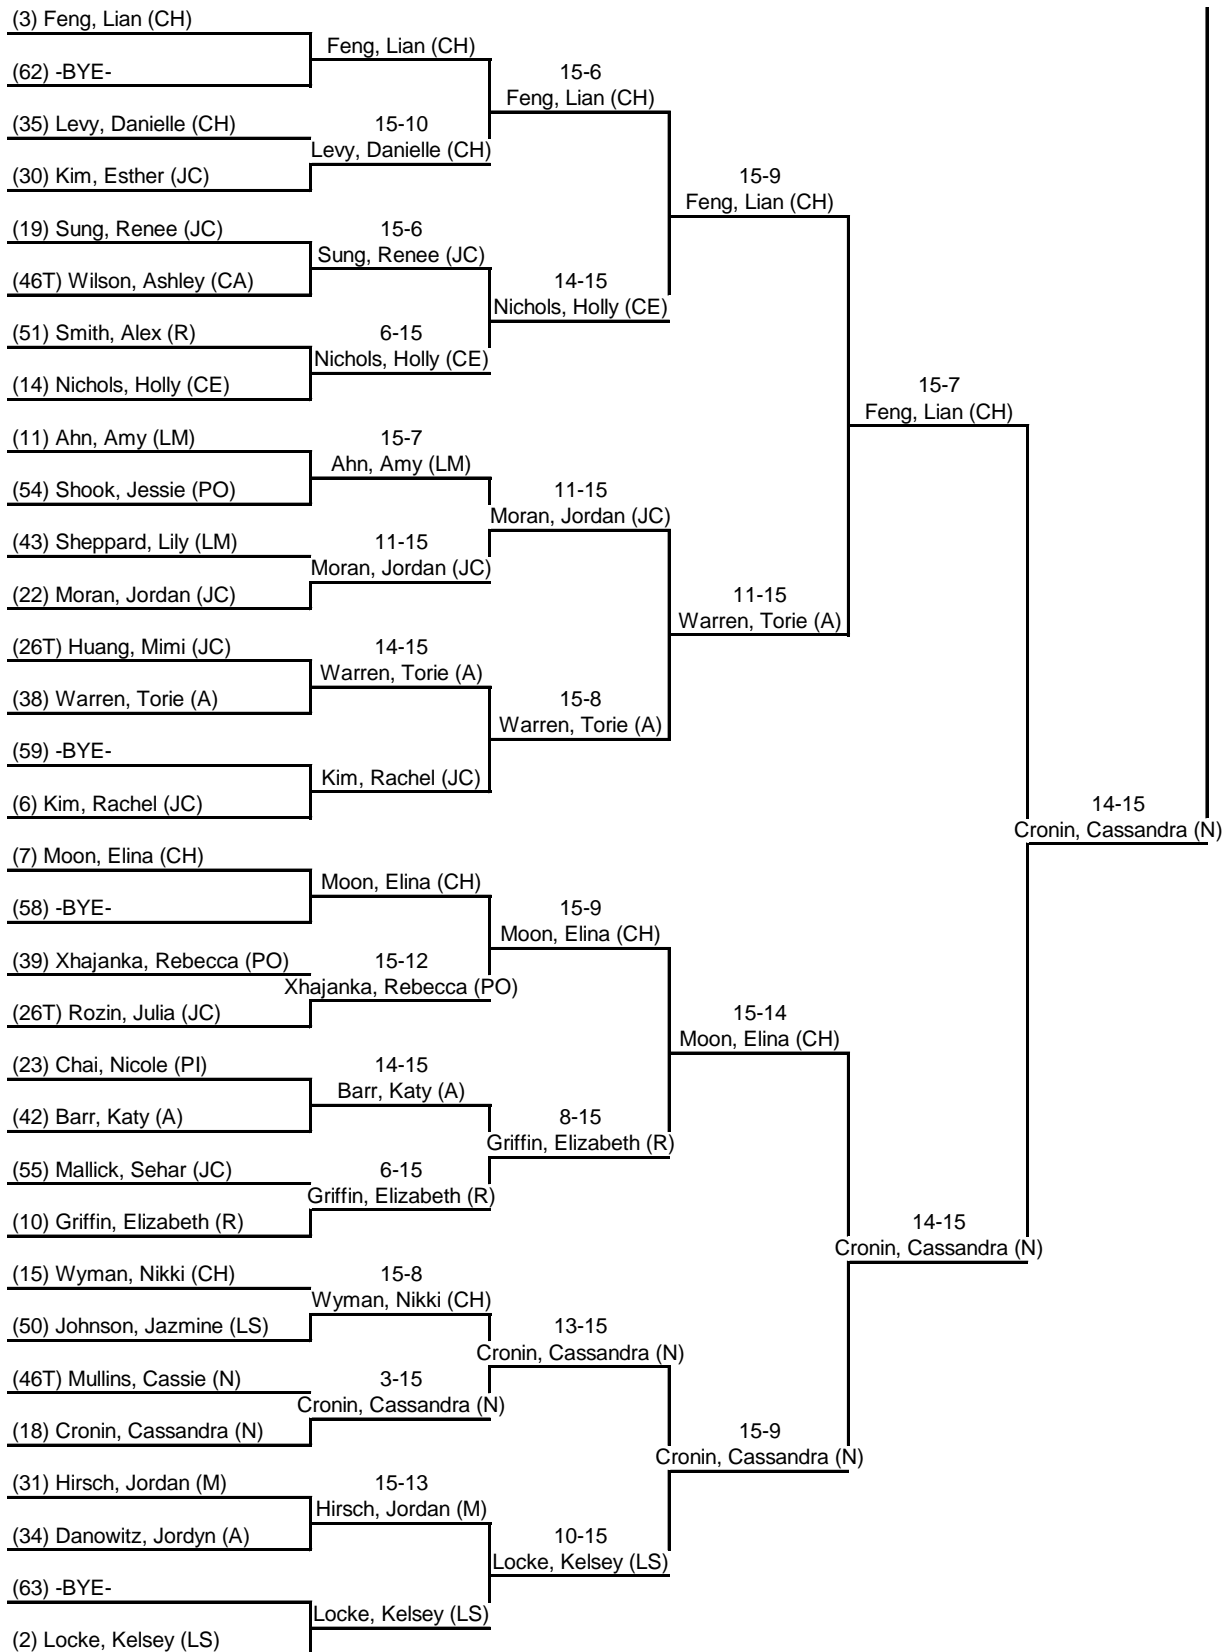 (3) Feng, Lian (CH)
Feng, Lian (CH)
(62) -BYE-
15-6
Feng, Lian (CH)
(35) Levy, Danielle (CH)
15-10
Levy, Danielle (CH)
(30) Kim, Esther (JC)
15-9
Feng, Lian (CH)
(19) Sung, Renee (JC)
15-6
Sung, Renee (JC)
(46T) Wilson, Ashley (CA)
14-15
Nichols, Holly (CE)
(51) Smith, Alex (R)
6-15
Nichols, Holly (CE)
(14) Nichols, Holly (CE)
15-7
Feng, Lian (CH)
(11) Ahn, Amy (LM)
15-7
Ahn, Amy (LM)
(54) Shook, Jessie (PO)
11-15
Moran, Jordan (JC)
(43) Sheppard, Lily (LM)
11-15
Moran, Jordan (JC)
(22) Moran, Jordan (JC)
11-15
Warren, Torie (A)
(26T) Huang, Mimi (JC)
14-15
Warren, Torie (A)
(38) Warren, Torie (A)
15-8
Warren, Torie (A)
(59) -BYE-
Kim, Rachel (JC)
(6) Kim, Rachel (JC)
14-15
Cronin, Cassandra (N)
(7) Moon, Elina (CH)
Moon, Elina (CH)
(58) -BYE-
15-9
Moon, Elina (CH)
(39) Xhajanka, Rebecca (PO)
15-12
Xhajanka, Rebecca (PO)
(26T) Rozin, Julia (JC)
15-14
Moon, Elina (CH)
(23) Chai, Nicole (PI)
14-15
Barr, Katy (A)
(42) Barr, Katy (A)
8-15
Griffin, Elizabeth (R)
(55) Mallick, Sehar (JC)
6-15
Griffin, Elizabeth (R)
(10) Griffin, Elizabeth (R)
14-15
Cronin, Cassandra (N)
(15) Wyman, Nikki (CH)
15-8
Wyman, Nikki (CH)
(50) Johnson, Jazmine (LS)
13-15
Cronin, Cassandra (N)
(46T) Mullins, Cassie (N)
3-15
Cronin, Cassandra (N)
(18) Cronin, Cassandra (N)
15-9
Cronin, Cassandra (N)
(31) Hirsch, Jordan (M)
15-13
Hirsch, Jordan (M)
(34) Danowitz, Jordyn (A)
10-15
Locke, Kelsey (LS)
(63) -BYE-
Locke, Kelsey (LS)
(2) Locke, Kelsey (LS)